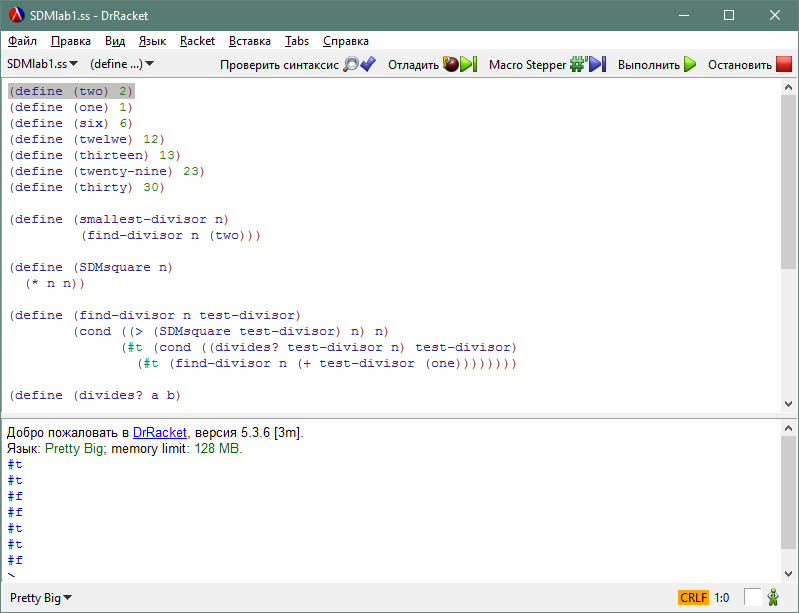 SDMlab1.ss - DrRacket
Файл Правка Вид Язык Racket Вставка Tabs Справка
SDMlab1.ss (define ...) Проверить синтаксис Отладить Macro Stepper Выполнить Остановить
(define (two) 2)
(define (one) 1)
(define (six) 6)
(define (twelwe) 12)
(define (thirteen) 13)
(define (twenty-nine) 23)
(define (thirty) 30)
(define (smallest-divisor n)
(find-divisor n (two)))
(define (SDMsquare n)
(* n n))
(define (find-divisor n test-divisor)
(cond ((> (SDMsquare test-divisor) n) n)
(#t (cond ((divides? test-divisor n) test-divisor)
(#t (find-divisor n (+ test-divisor (one))))))))
(define (divides? a b)
Добро пожаловать в DrRacket, версия 5.3.6 [3m].
Язык: Pretty Big; memory limit: 128 MB.
#t
#t
#f
#f
#t
#t
#f
>
Pretty Big CRLF 1:0